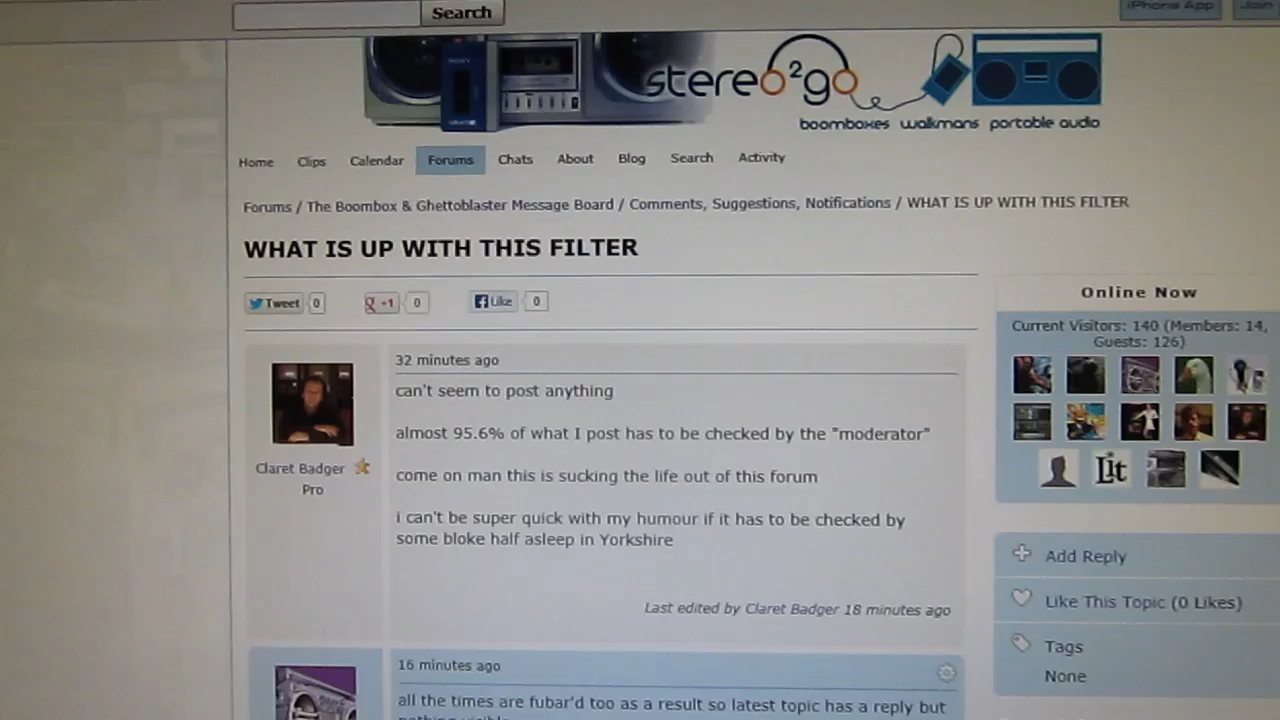 Search
iPhone App
Join
stereo2go
boomboxes walkmans portable audio
Home Clips Calendar Forums Chats About Blog Search Activity
Forums / The Boombox & Ghettoblaster Message Board / Comments, Suggestions, Notifications / WHAT IS UP WITH THIS FILTER
WHAT IS UP WITH THIS FILTER
Tweet 0 g +1 0 Like 0
32 minutes ago
can't seem to post anything
almost 95.6% of what I post has to be checked by the "moderator"
come on man this is sucking the life out of this forum
i can't be super quick with my humour if it has to be checked by
some bloke half asleep in Yorkshire
Last edited by Claret Badger 18 minutes ago
Claret Badger
Pro
16 minutes ago
all the times are fubar'd too as a result so latest topic has a reply but
Online Now
Current Visitors: 140 (Members: 14,
Guests: 126)
Lit
Add Reply
Like This Topic (0 Likes)
Tags
None